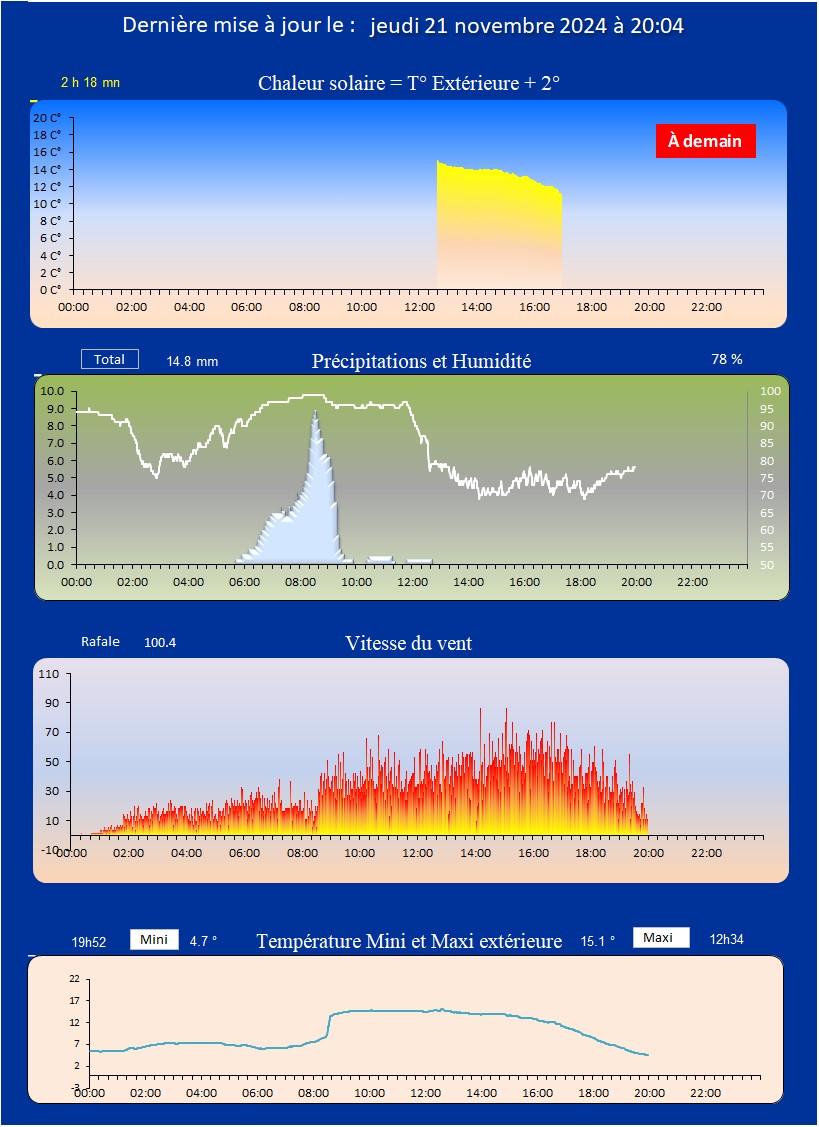 Dernière mise à jour le : jeudi 21 novembre 2024 à 20:04
2 h 18 mn
Chaleur solaire = T° Extérieure + 2°
À demain
20 C°
18 C°
16 C°
14 C°
12 C°
10 C°
8 C°
6 C°
4 C°
2 C°
0 C°
00:00 02:00 04:00 06:00 08:00 10:00 12:00 14:00 16:00 18:00 20:00 22:00
Total 14.8 mm Précipitations et Humidité 78 %
10.0 100
9.0 95
8.0 90
7.0 85
6.0 80
5.0 75
4.0 70
3.0 65
2.0 60
1.0 55
0.0 50
00:00 02:00 04:00 06:00 08:00 10:00 12:00 14:00 16:00 18:00 20:00 22:00
Rafale 100.4 Vitesse du vent
110
90
70
50
30
10
-10
00:00 02:00 04:00 06:00 08:00 10:00 12:00 14:00 16:00 18:00 20:00 22:00
19h52 Mini 4.7 ° Température Mini et Maxi extérieure 15.1 ° Maxi 12h34
22
17
12
7
2
-3
00:00 02:00 04:00 06:00 08:00 10:00 12:00 14:00 16:00 18:00 20:00 22:00